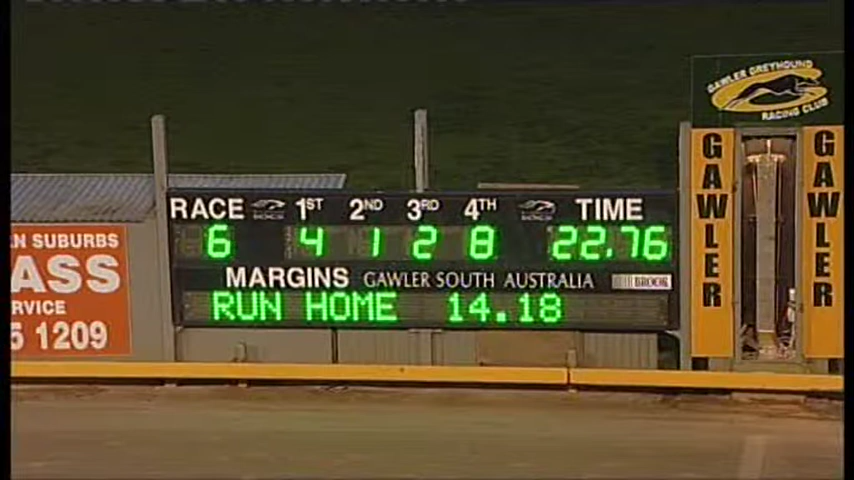 GAWLER GREYHOUND
RACING CLUB
GAWLER
GAWLER
RACE 1ST 2ND 3RD 4TH TIME
6 4 1 2 8 22.76
MARGINS GAWLER SOUTH AUSTRALIA
RUN HOME 14.18
N SUBURBS
ASS
RVICE
5 1209